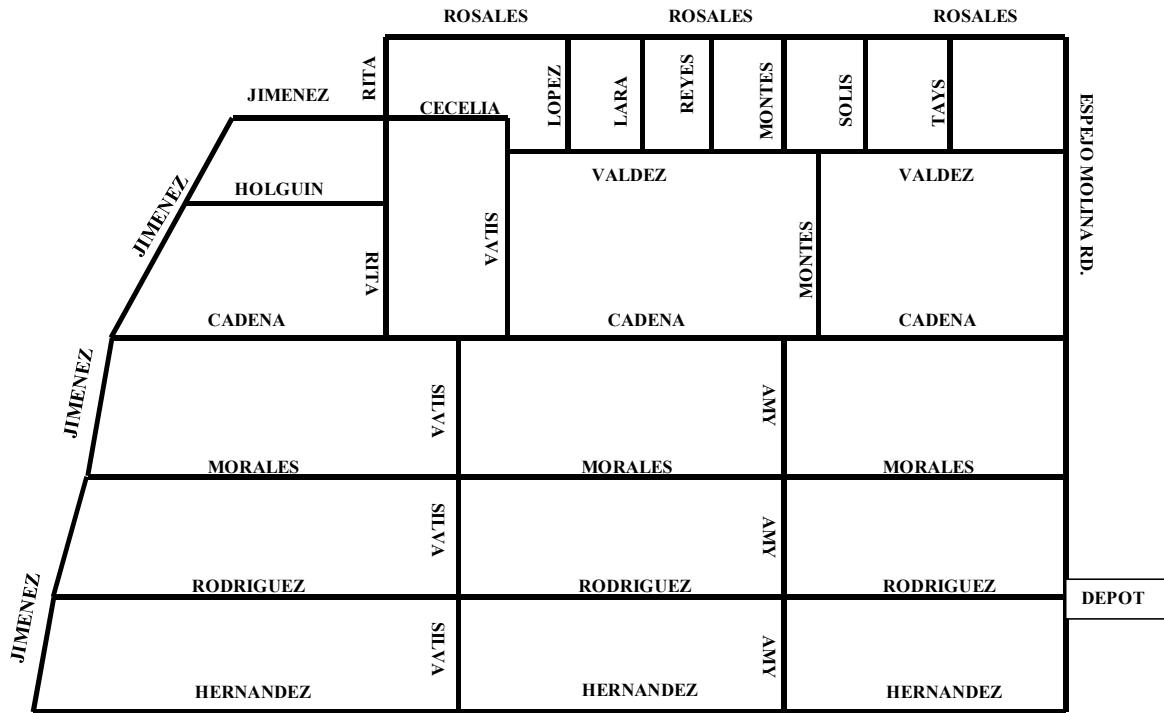 ROSALES
ROSALES
ROSALES
RITA
LOPEZ
LARA
REYES
MONTES
SOLIS
TAYS
JIMENEZ
CECELIA
ESPEJO MOLINA RD.
VALDEZ
VALDEZ
JIMENEZ
HOLGUIN
SILVA
MONTES
RITA
CADENA
CADENA
CADENA
JIMENEZ
SILVA
AMY
MORALES
MORALES
MORALES
SILVA
AMY
RODRIGUEZ
RODRIGUEZ
RODRIGUEZ
DEPOT
JIMENEZ
SILVA
AMY
HERNANDEZ
HERNANDEZ
HERNANDEZ